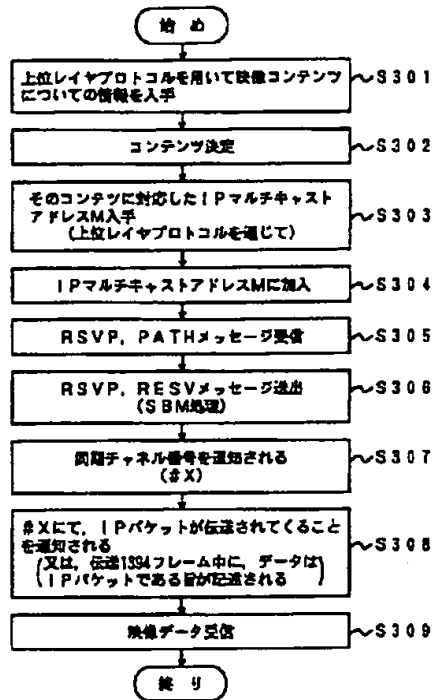 始め
上位レイヤプロトコルを用いて映像コンテンツ
についての情報を入手
～S301
コンテンツ決定
～S302
そのコンテツに対応したIPマルチキャスト
アドレスM入手
(上位レイヤプロトコルを通じて)
～S303
IPマルチキャストアドレスMに加入
～S304
RSVP, PATHメッセージ受信
～S305
RSVP, RESVメッセージ送出
(SBM処理)
～S306
同期チャネル番号を通知される
(#X)
～S307
#Xにて, IPパケットが伝送されてくること
を通知される
(又は, 伝送1394フレーム中に, データは
IPパケットである旨が記述される)
～S308
映像データ受信
～S309
終り